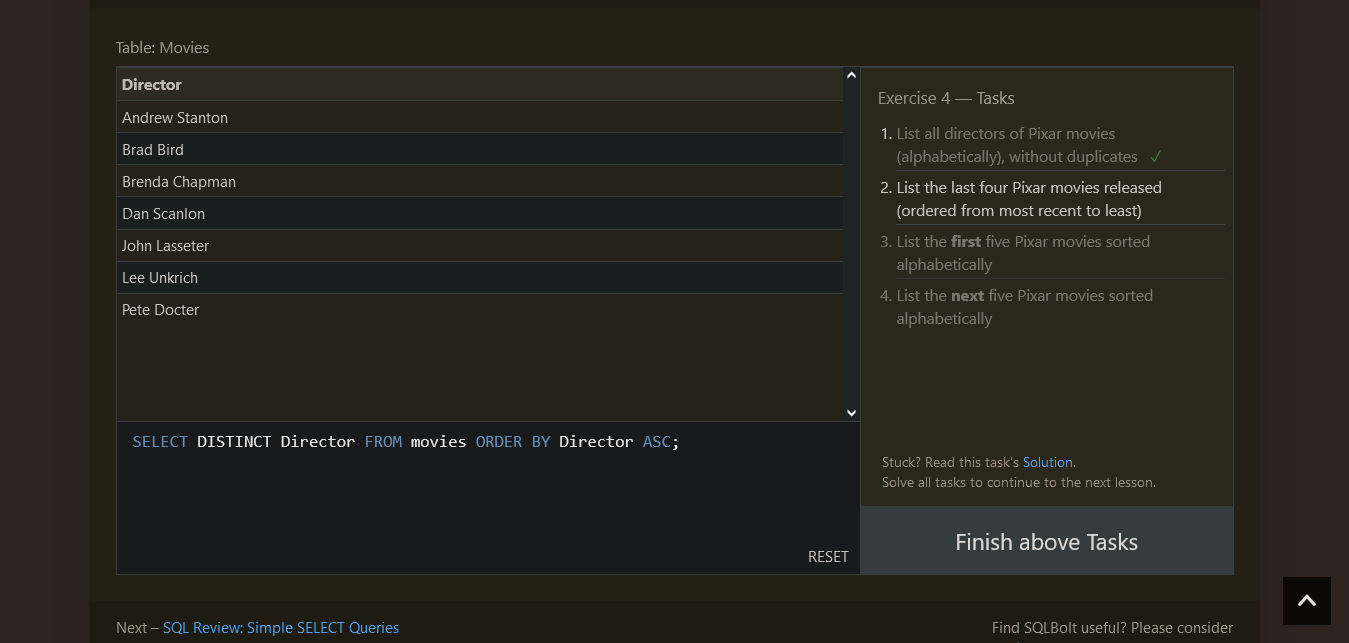 Table: Movies
Director
Andrew Stanton
Brad Bird
Brenda Chapman
Dan Scanlon
John Lasseter
Lee Unkrich
Pete Docter
SELECT DISTINCT Director FROM movies ORDER BY Director ASC;
RESET
Exercise 4 — Tasks
1. List all directors of Pixar movies
(alphabetically), without duplicates ✓
2. List the last four Pixar movies released
(ordered from most recent to least)
3. List the first five Pixar movies sorted
alphabetically
4. List the next five Pixar movies sorted
alphabetically
Stuck? Read this task's Solution.
Solve all tasks to continue to the next lesson.
Finish above Tasks
Next – SQL Review: Simple SELECT Queries
Find SQLBolt useful? Please consider